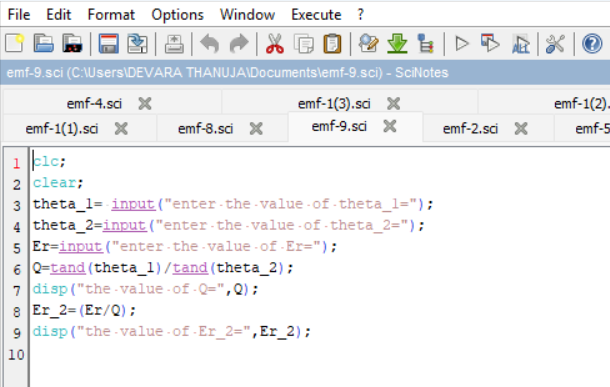 File Edit Format Options Window Execute ?
emf-9.sci (C:\Users\DEVARA THANUJA\Documents\emf-9.sci) - SciNotes
emf-4.sci emf-1(3).sci emf-1(2).
emf-1(1).sci emf-8.sci emf-9.sci emf-2.sci emf-5
1 clc;
2 clear;
3 theta_1= input("enter the value of theta_1=");
4 theta_2=input("enter the value of theta_2=");
5 Er=input("enter the value of Er=");
6 Q=tand(theta_1)/tand(theta_2);
7 disp("the value of Q=",Q);
8 Er_2=(Er/Q);
9 disp("the value of Er_2=",Er_2);
10